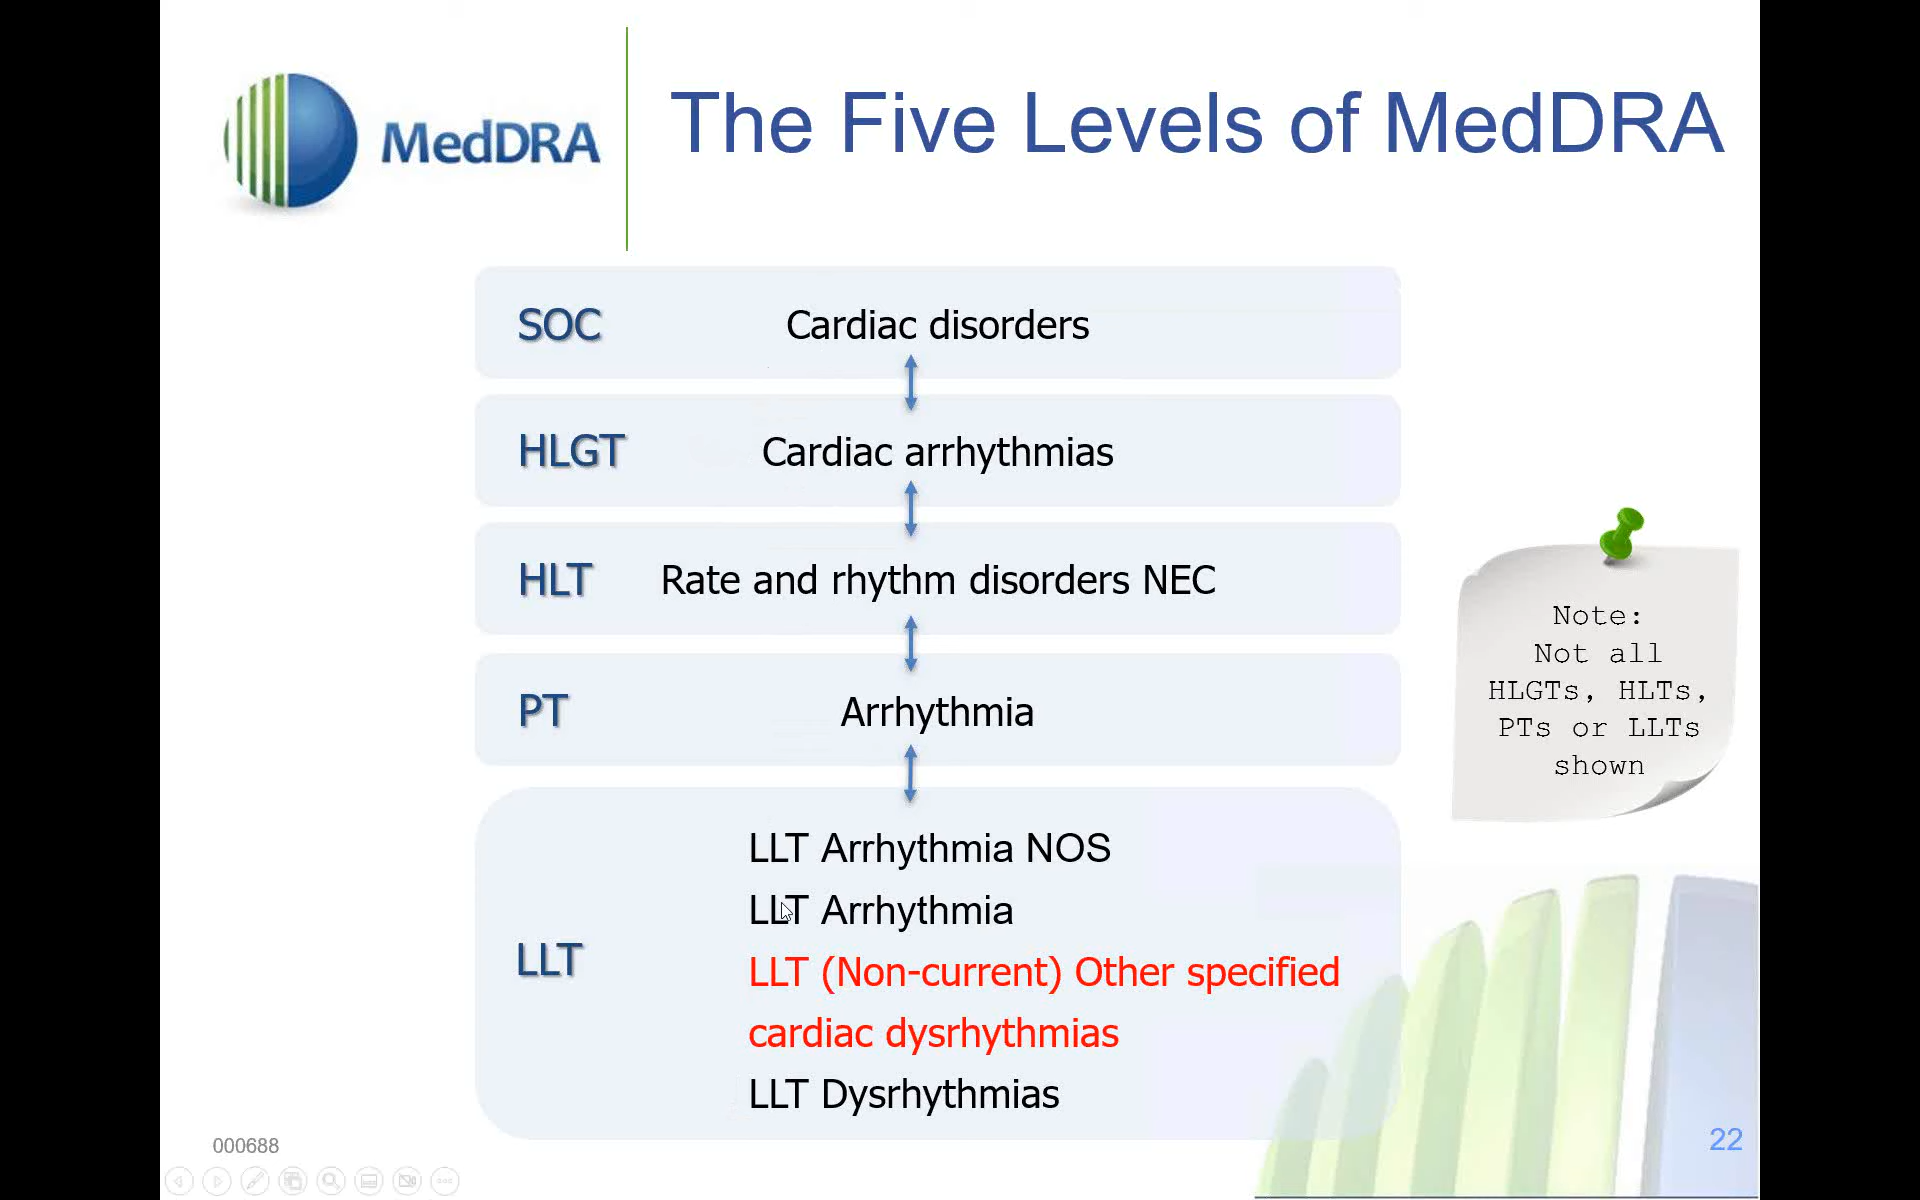 MedDRA
The Five Levels of MedDRA
SOC
Cardiac disorders
HLGT
Cardiac arrhythmias
HLT
Rate and rhythm disorders NEC
PT
Arrhythmia
LLT
LLT Arrhythmia NOS
LLT Arrhythmia
LLT (Non-current) Other specified
cardiac dysrhythmias
LLT Dysrhythmias
Note:
Not all
HLGTs, HLTs,
PTs or LLTs
shown
000688
22